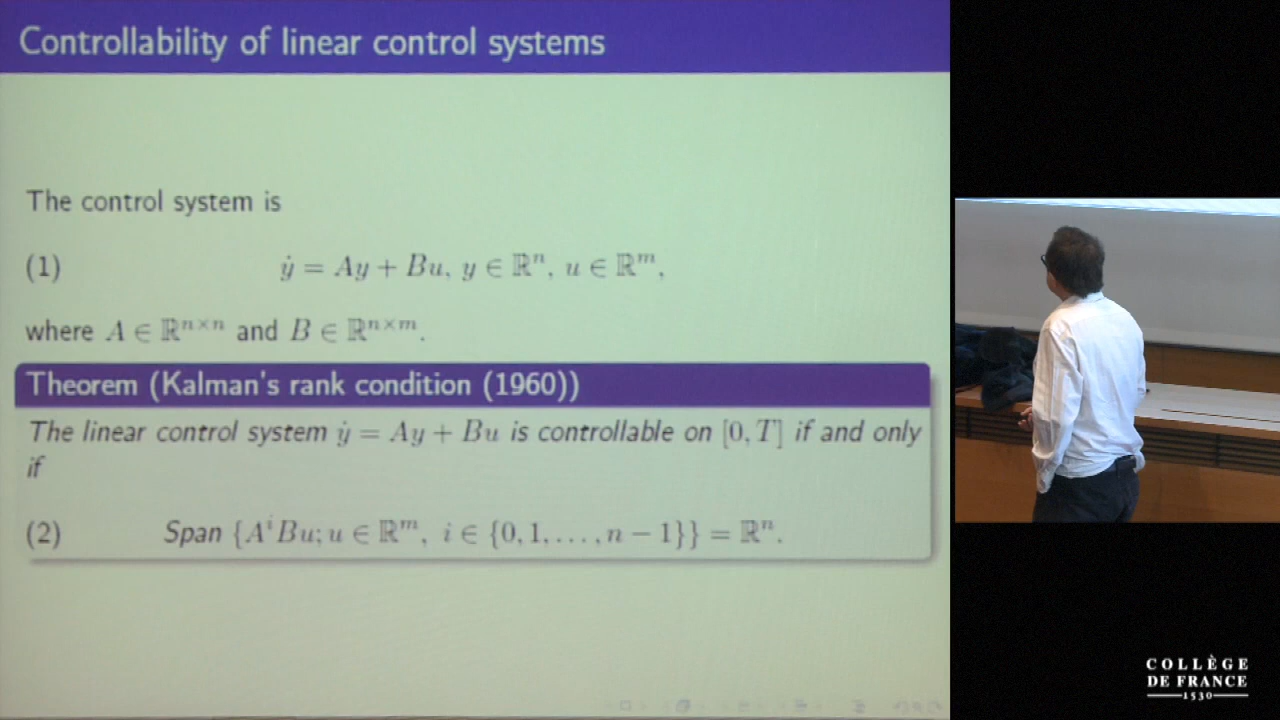 Controllability of linear control systems
The control system is
(1) ẏ = Ay + Bu, y ∈ ℝⁿ, u ∈ ℝᵐ,
where A ∈ ℝⁿˣⁿ and B ∈ ℝⁿˣᵐ.
Theorem (Kalman's rank condition (1960))
The linear control system ẏ = Ay + Bu is controllable on [0, T] if and only
if
(2) Span {AⁱBu; u ∈ ℝᵐ, i ∈ {0, 1, . . . , n − 1}} = ℝⁿ.
COLLÈGE
DE FRANCE
1530